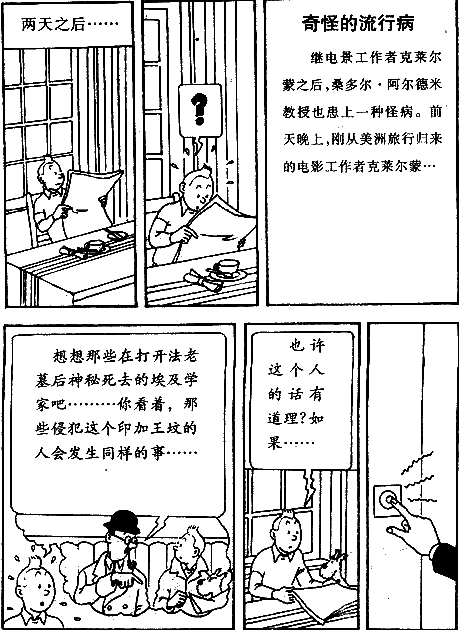 两天之后……
?
奇怪的流行病
继电景工作者克莱尔
蒙之后，桑多尔·阿尔德米
教授也患上一种怪病。前
天晚上，刚从美洲旅行归来
的电影工作者克莱尔蒙…
想想那些在打开法老
墓后神秘死去的埃及学
家吧………你看着，那
些侵犯这个印加王坟的
人会发生同样的事……
也许
这个人
的话有
道理？如
果……